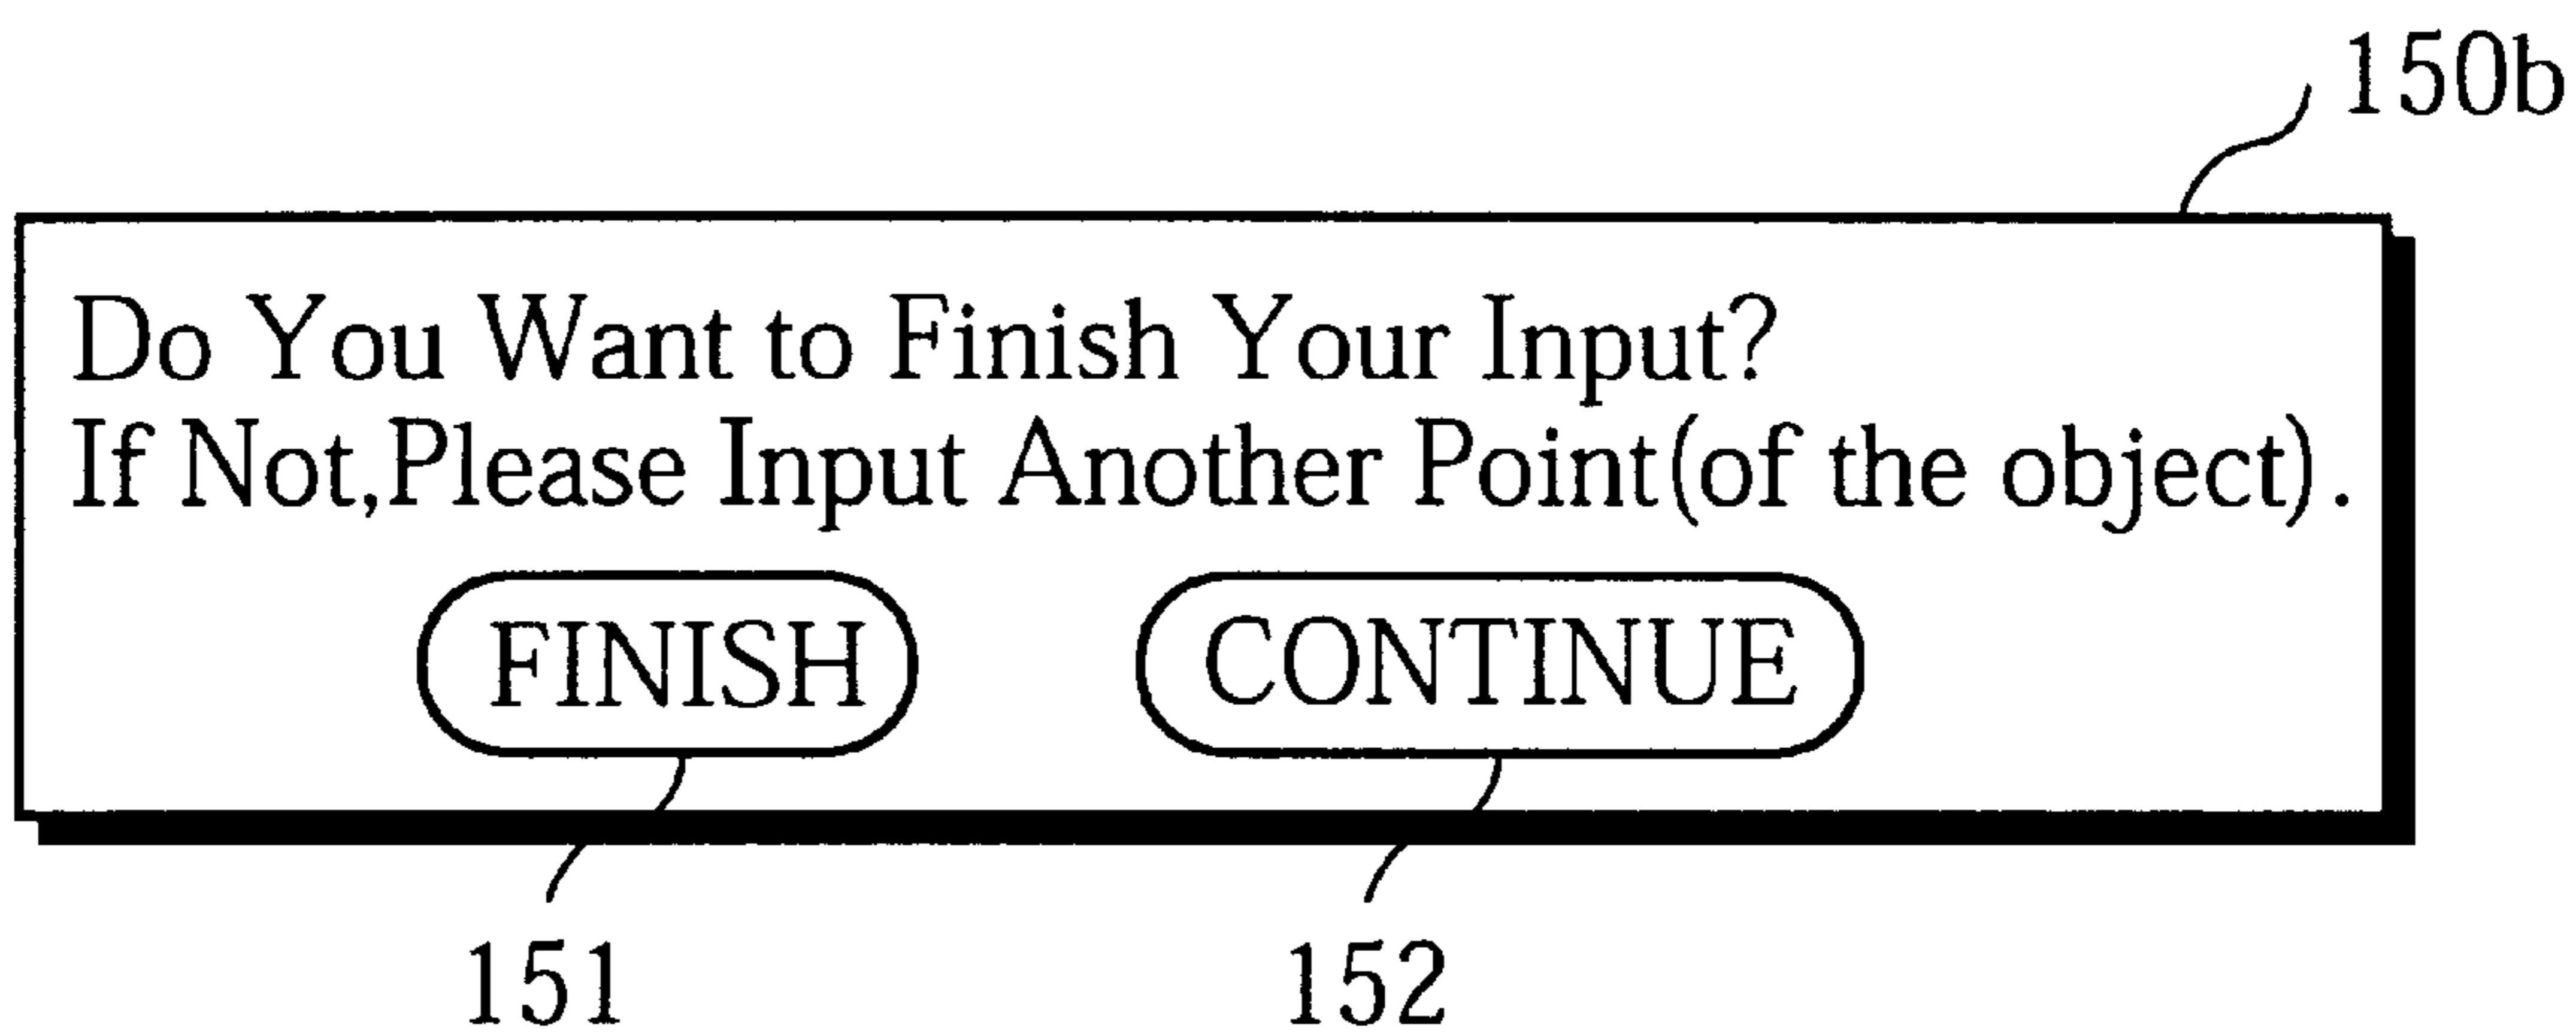 150b
Do You Want to Finish Your Input?
If Not,Please Input Another Point(of the object).
FINISH CONTINUE
151 152